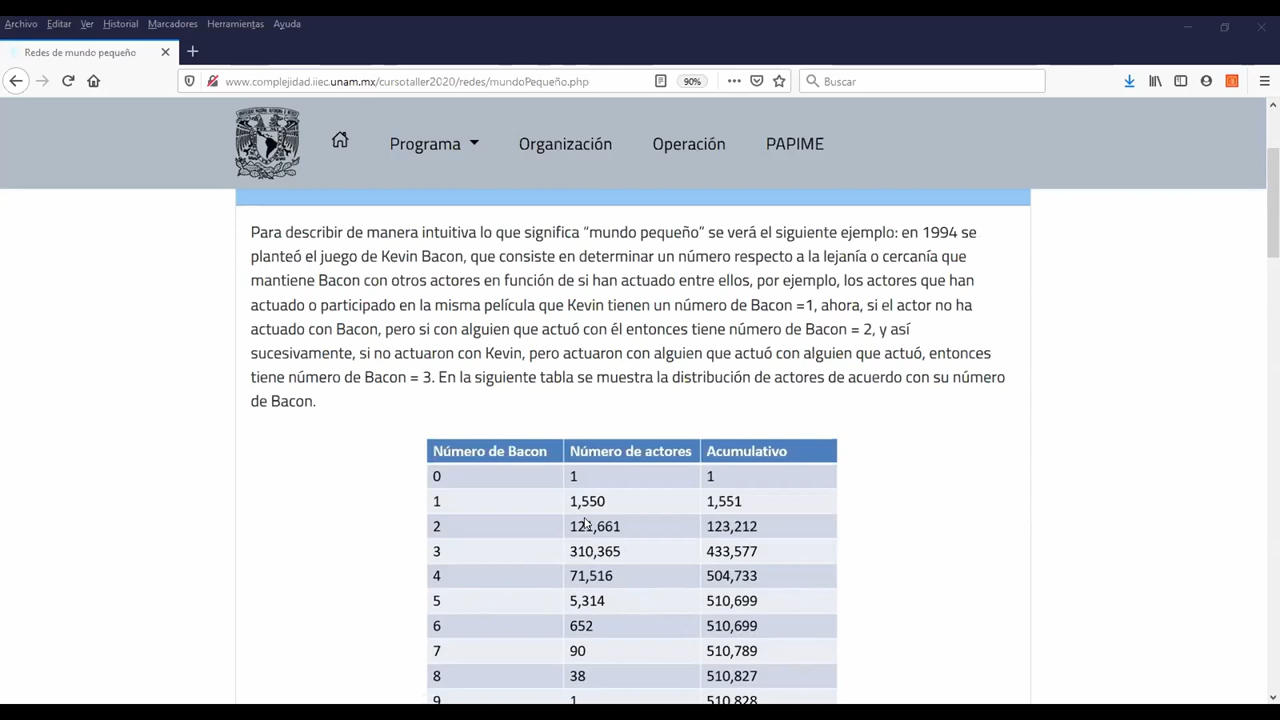 Archivo Editar Ver Historial Marcadores Herramientas Ayuda
Redes de mundo pequeño
www.complejidad.iiec.unam.mx/cursotaller2020/redes/mundoPequeño.php 90% Buscar
Programa Organización Operación PAPIME
Para describir de manera intuitiva lo que significa “mundo pequeño” se verá el siguiente ejemplo: en 1994 se
planteó el juego de Kevin Bacon, que consiste en determinar un número respecto a la lejanía o cercanía que
mantiene Bacon con otros actores en función de si han actuado entre ellos, por ejemplo, los actores que han
actuado o participado en la misma película que Kevin tienen un número de Bacon =1, ahora, si el actor no ha
actuado con Bacon, pero si con alguien que actuó con él entonces tiene número de Bacon = 2, y así
sucesivamente, si no actuaron con Kevin, pero actuaron con alguien que actuó con alguien que actuó, entonces
tiene número de Bacon = 3. En la siguiente tabla se muestra la distribución de actores de acuerdo con su número
de Bacon.
Número de Bacon Número de actores Acumulativo
0 1 1
1 1,550 1,551
2 121,661 123,212
3 310,365 433,577
4 71,516 504,733
5 5,314 510,699
6 652 510,699
7 90 510,789
8 38 510,827
9 1 510,828